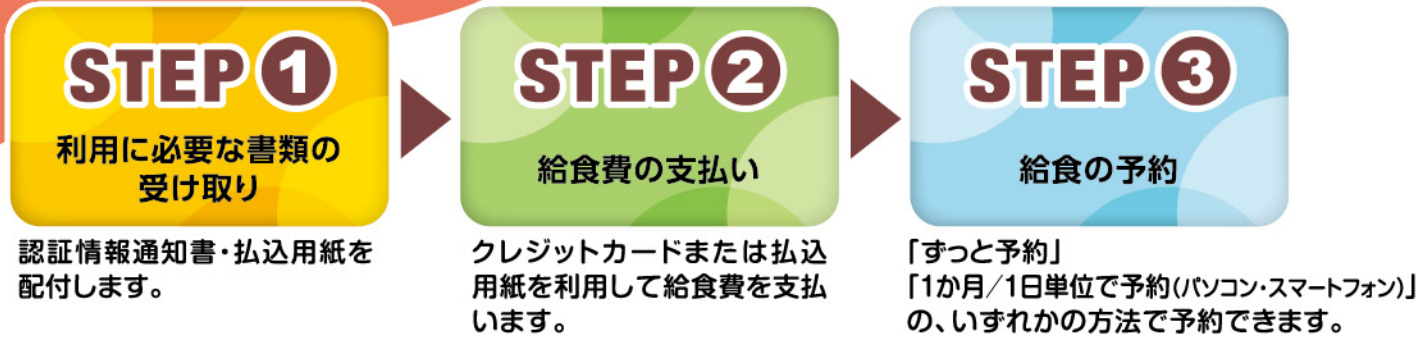 STEP 1
利用に必要な書類の
受け取り
認証情報通知書・払込用紙を
配付します。
STEP 2
給食費の支払い
クレジットカードまたは払込
用紙を利用して給食費を支払
います。
STEP 3
給食の予約
「ずっと予約」
「1か月/1日単位で予約(パソコン・スマートフォン)」
の、いずれかの方法で予約できます。